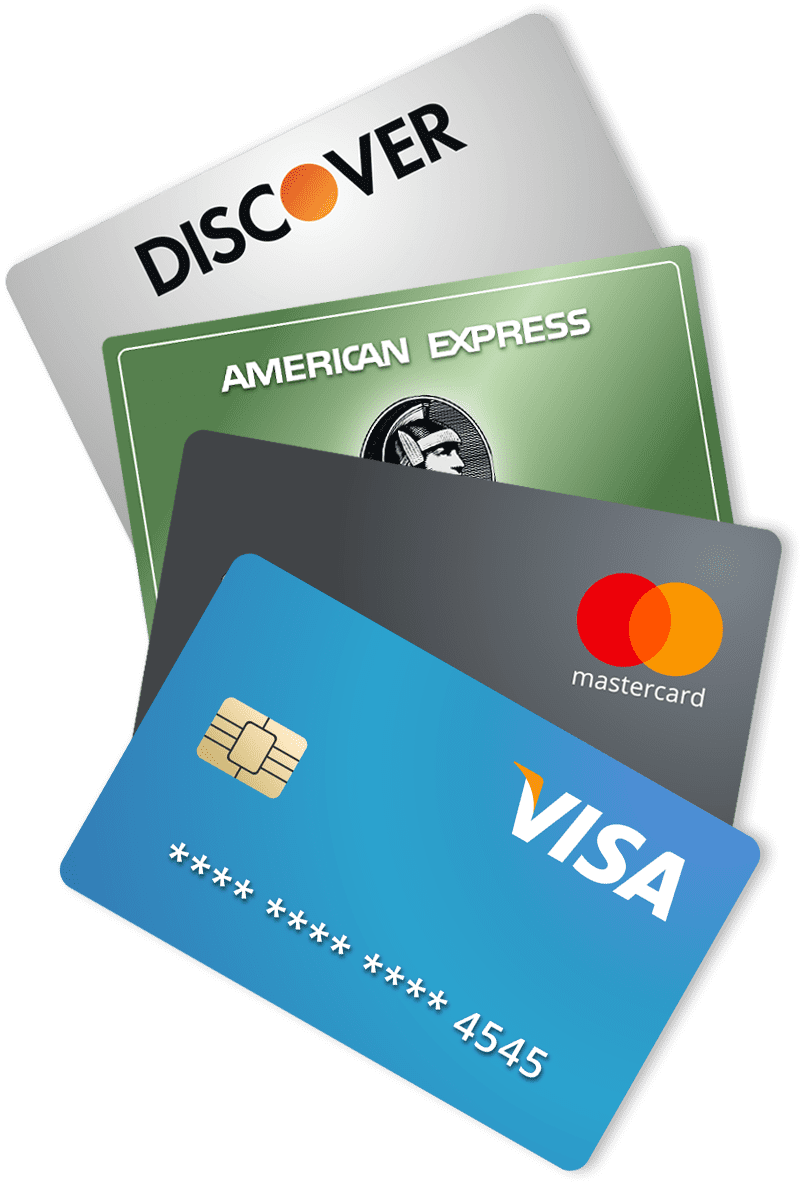 DISCOVER
AMERICAN EXPRESS
mastercard
VISA
**** **** **** 4545